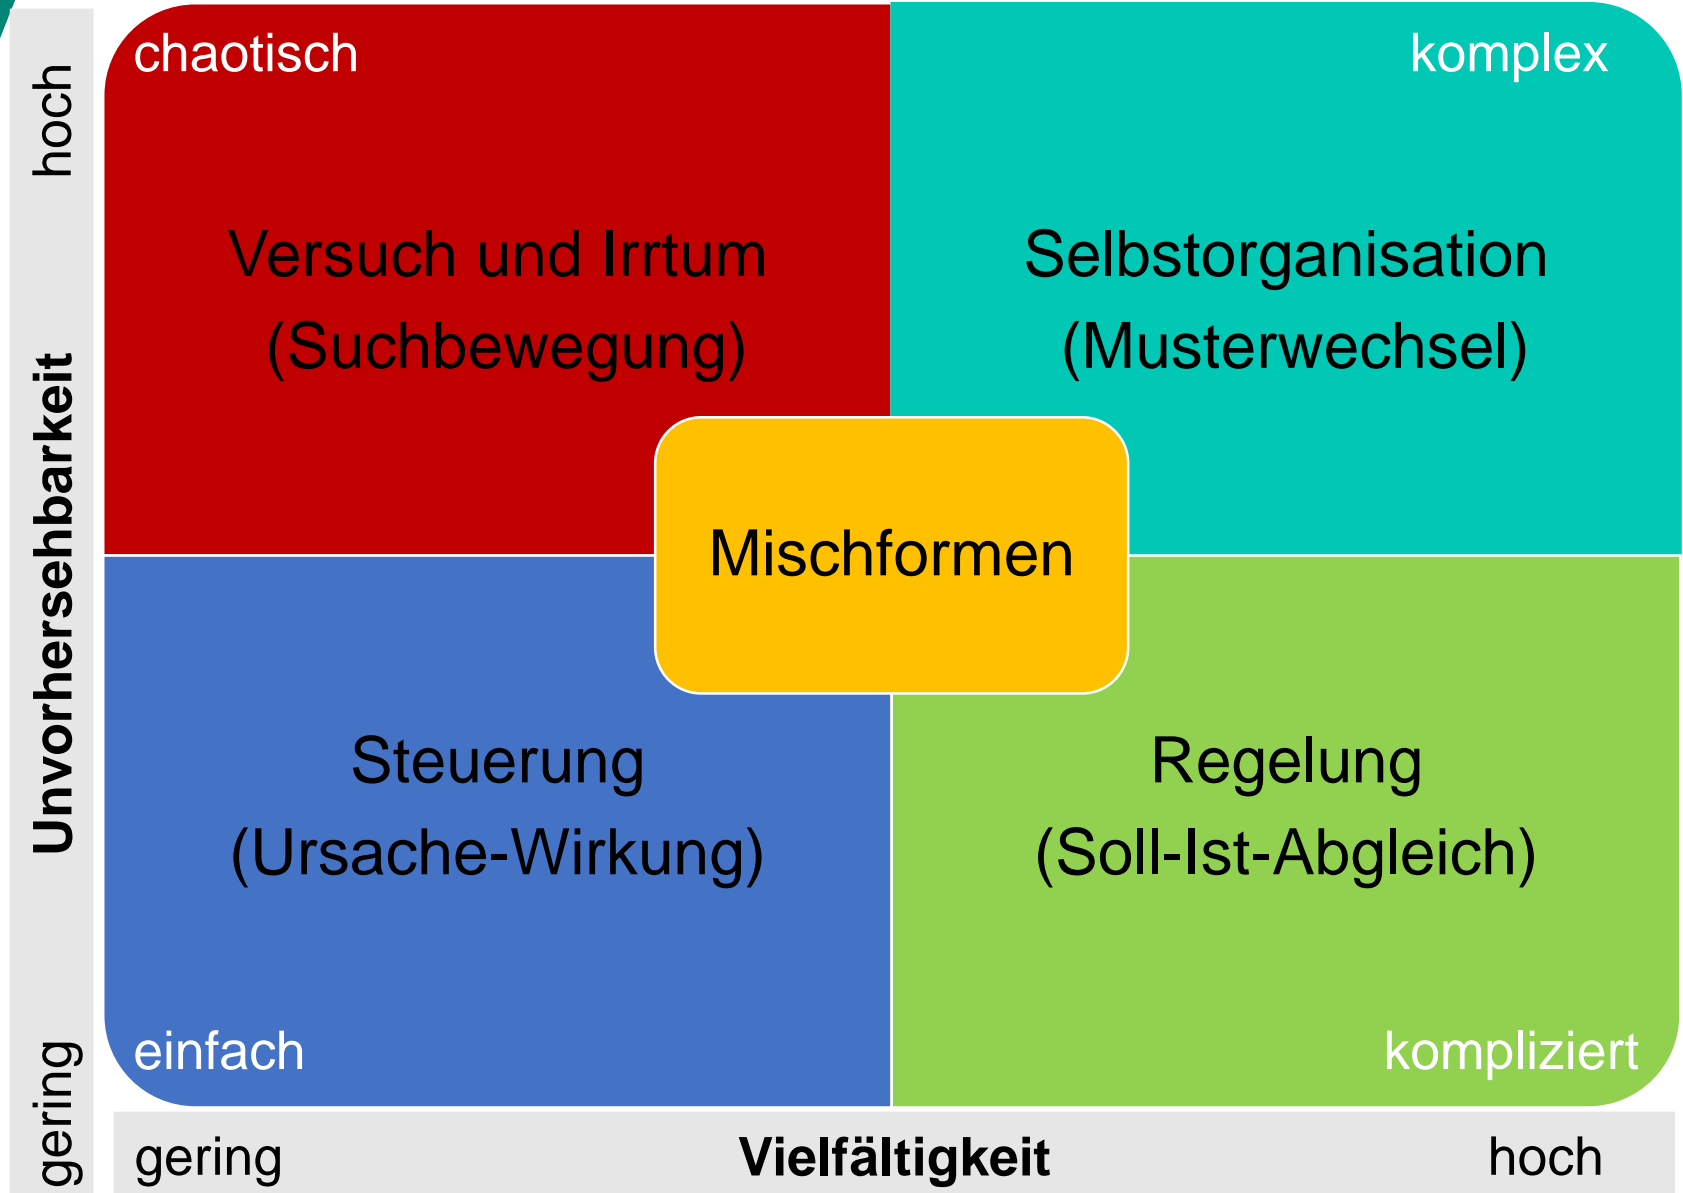 hoch
Unvorhersehbarkeit
gering
chaotisch
Versuch und Irrtum
(Suchbewegung)
komplex
Selbstorganisation
(Musterwechsel)
Mischformen
Steuerung
(Ursache-Wirkung)
einfach
Regelung
(Soll-Ist-Abgleich)
kompliziert
gering
Vielfältigkeit
hoch